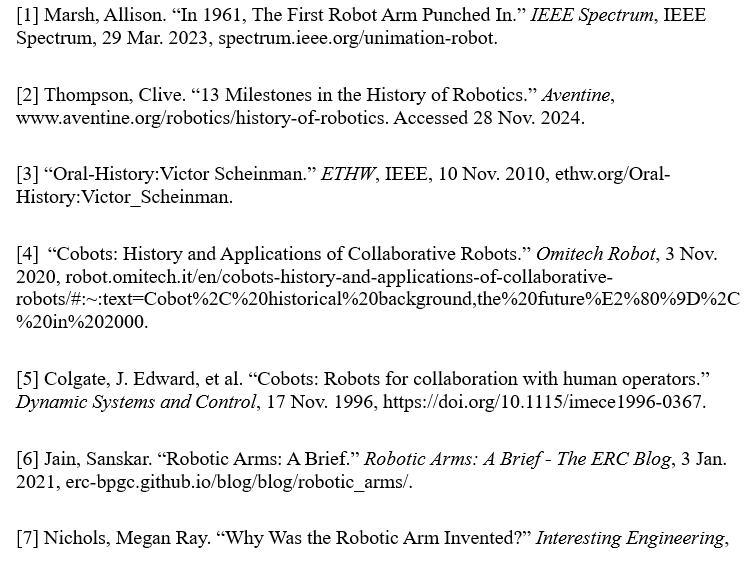 [1] Marsh, Allison. “In 1961, The First Robot Arm Punched In.” IEEE Spectrum, IEEE
Spectrum, 29 Mar. 2023, spectrum.ieee.org/unimation-robot.
[2] Thompson, Clive. “13 Milestones in the History of Robotics.” Aventine,
www.aventine.org/robotics/history-of-robotics. Accessed 28 Nov. 2024.
[3] “Oral-History:Victor Scheinman.” ETHW, IEEE, 10 Nov. 2010, ethw.org/Oral-
History:Victor_Scheinman.
[4]  “Cobots: History and Applications of Collaborative Robots.” Omitech Robot, 3 Nov.
2020, robot.omitech.it/en/cobots-history-and-applications-of-collaborative-
robots/#:~:text=Cobot%2C%20historical%20background,the%20future%E2%80%9D%2C
%20in%202000.
[5] Colgate, J. Edward, et al. “Cobots: Robots for collaboration with human operators.”
Dynamic Systems and Control, 17 Nov. 1996, https://doi.org/10.1115/imece1996-0367.
[6] Jain, Sanskar. “Robotic Arms: A Brief.” Robotic Arms: A Brief - The ERC Blog, 3 Jan.
2021, erc-bpgc.github.io/blog/blog/robotic_arms/.
[7] Nichols, Megan Ray. “Why Was the Robotic Arm Invented?” Interesting Engineering,